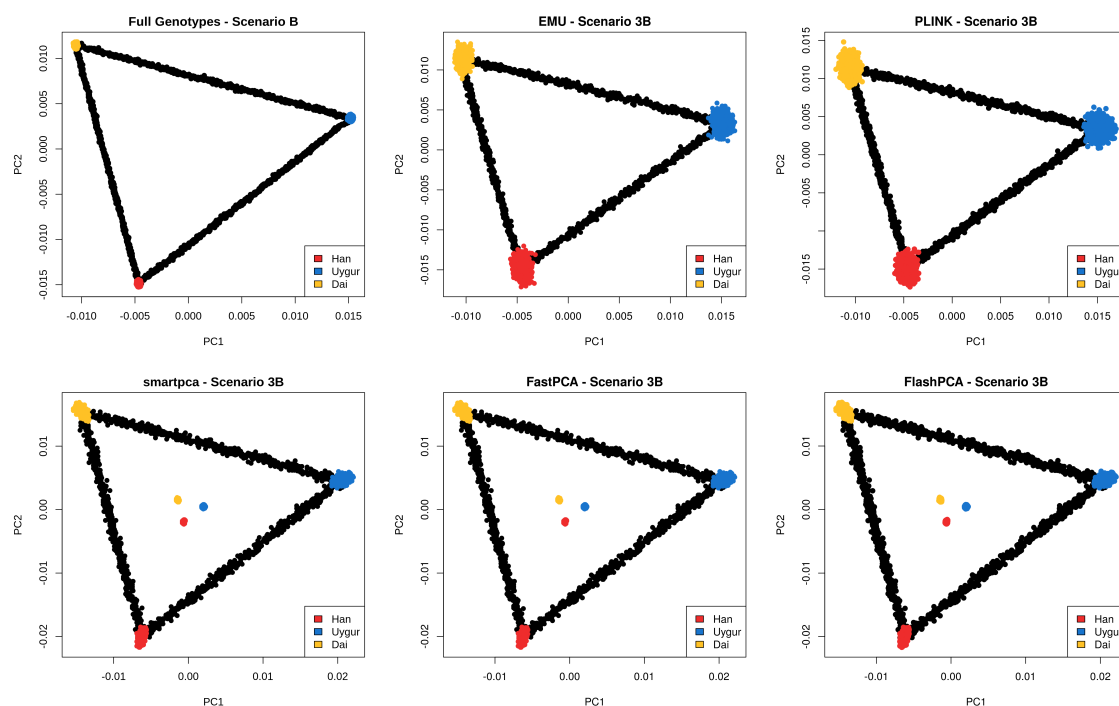 Full Genotypes - Scenario B
PC2
0.010
0.005
0.000
-0.005
-0.010
-0.015
-0.010
-0.005
0.000
0.005
0.010
0.015
PC1
Han
Uygur
Dai
EMU - Scenario 3B
PC2
0.010
0.005
0.000
-0.005
-0.010
-0.015
-0.010
-0.005
0.000
0.005
0.010
0.015
PC1
Han
Uygur
Dai
PLINK - Scenario 3B
PC2
0.015
0.010
0.005
0.000
-0.005
-0.015
-0.010
-0.005
0.000
0.005
0.010
0.015
PC1
Han
Uygu
Dai
smartpca - Scenario 3B
PC2
0.01
0.00
-0.01
-0.02
-0.01
0.00
0.01
0.02
PC1
Han
Uygur
Dai
FastPCA - Scenario 3B
PC2
0.01
0.00
-0.01
-0.02
-0.01
0.00
0.01
0.02
PC1
Han
Uygur
Dai
FlashPCA - Scenario 3B
PC2
0.01
0.00
-0.01
-0.02
-0.01
0.00
0.01
0.02
PC1
Han
Uygu
Dai